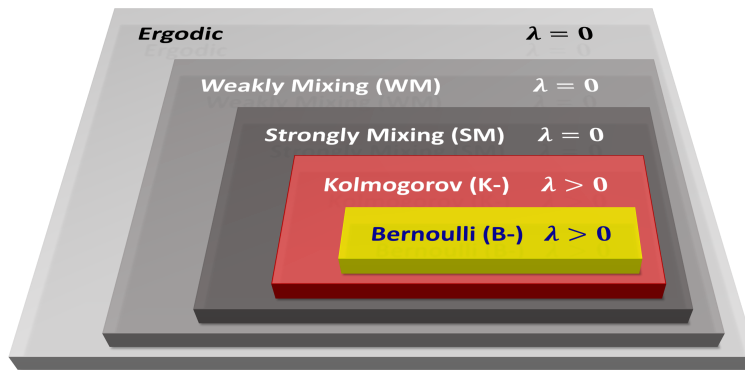 Ergodic λ = 0
Weakly Mixing (WM) λ = 0
Strongly Mixing (SM) λ = 0
Kolmogorov (K-) λ > 0
Bernoulli (B-) λ > 0